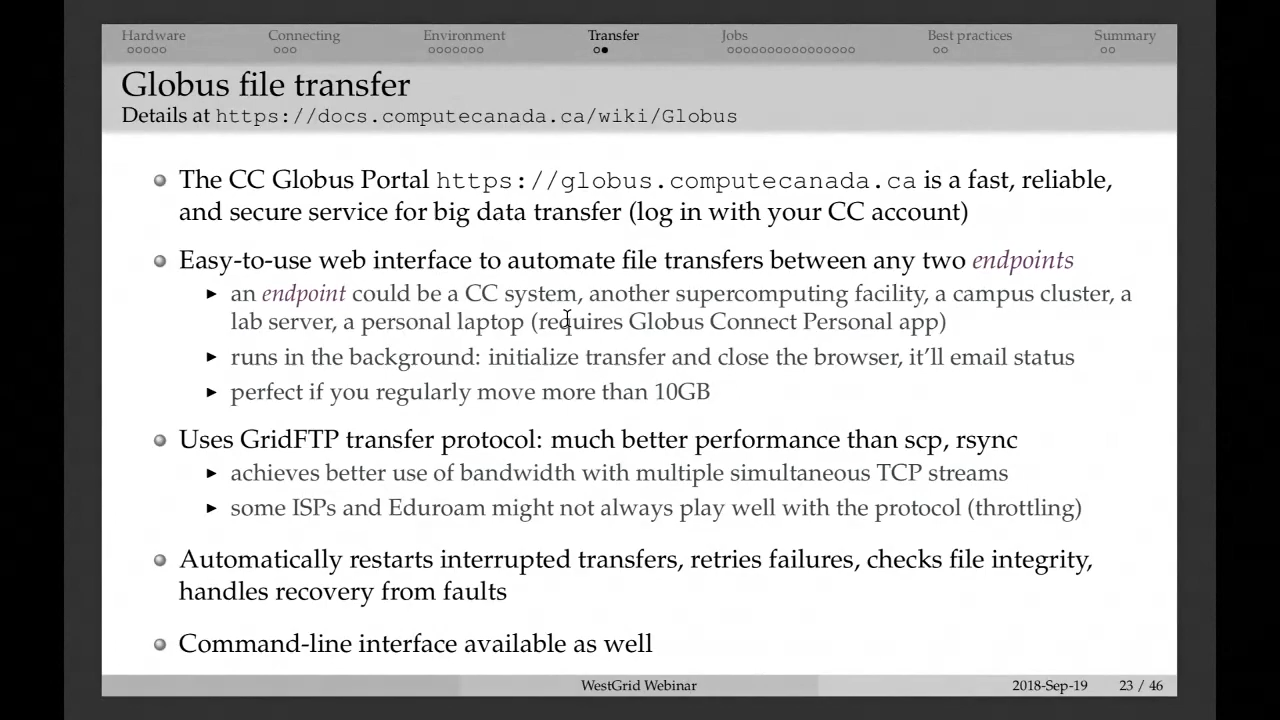 Hardware Connecting Environment Transfer Jobs Best practices Summary
Globus file transfer
Details at https://docs.computecanada.ca/wiki/Globus
The CC Globus Portal https://globus.computecanada.ca is a fast, reliable,
and secure service for big data transfer (log in with your CC account)
Easy-to-use web interface to automate file transfers between any two endpoints
an endpoint could be a CC system, another supercomputing facility, a campus cluster, a
lab server, a personal laptop (requires Globus Connect Personal app)
runs in the background: initialize transfer and close the browser, it'll email status
perfect if you regularly move more than 10GB
Uses GridFTP transfer protocol: much better performance than scp, rsync
achieves better use of bandwidth with multiple simultaneous TCP streams
some ISPs and Eduroam might not always play well with the protocol (throttling)
Automatically restarts interrupted transfers, retries failures, checks file integrity,
handles recovery from faults
Command-line interface available as well
WestGrid Webinar 2018-Sep-19 23 / 46